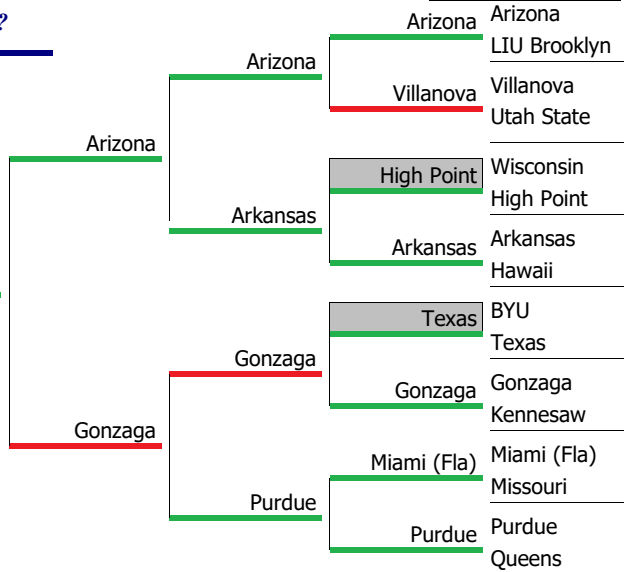 ?
Arizona
Arizona
LIU Brooklyn
Arizona
Villanova
Villanova
Utah State
Arizona
High Point
Wisconsin
High Point
Arkansas
Arkansas
Arkansas
Hawaii
Texas
BYU
Texas
Gonzaga
Gonzaga
Gonzaga
Kennesaw
Gonzaga
Miami (Fla)
Miami (Fla)
Missouri
Purdue
Purdue
Purdue
Queens